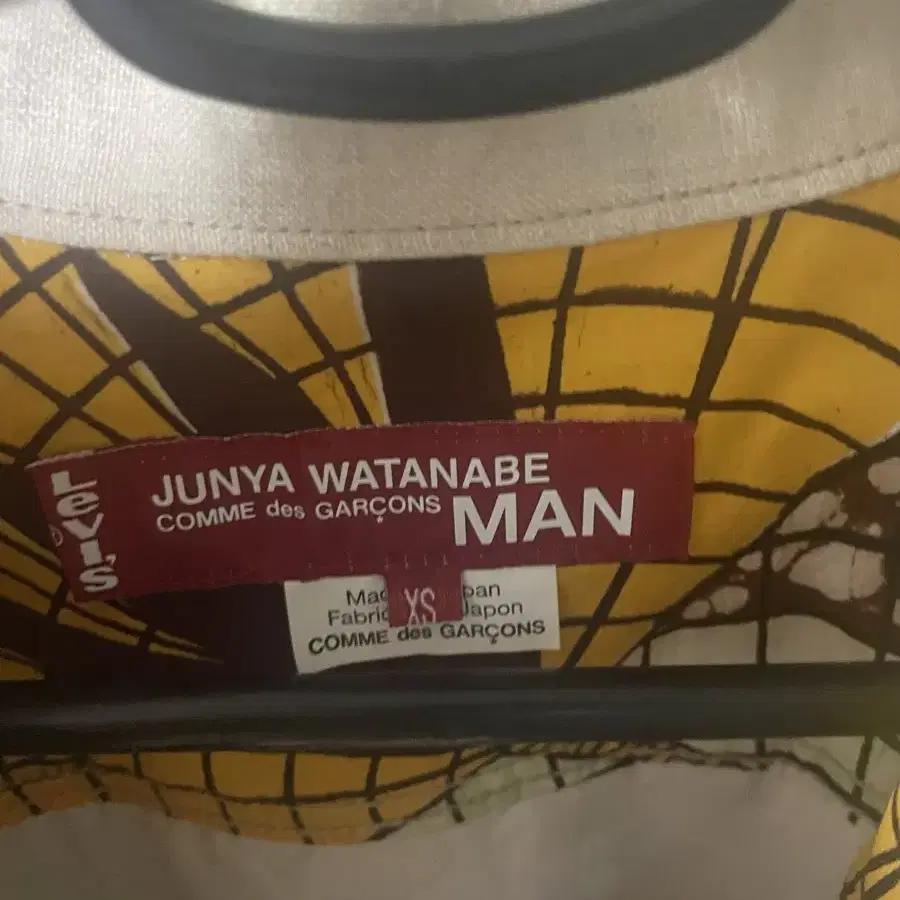 LEVI'S
®
JUNYA WATANABE
COMME des GARÇONS
MAN
XS
COMME des GARÇONS